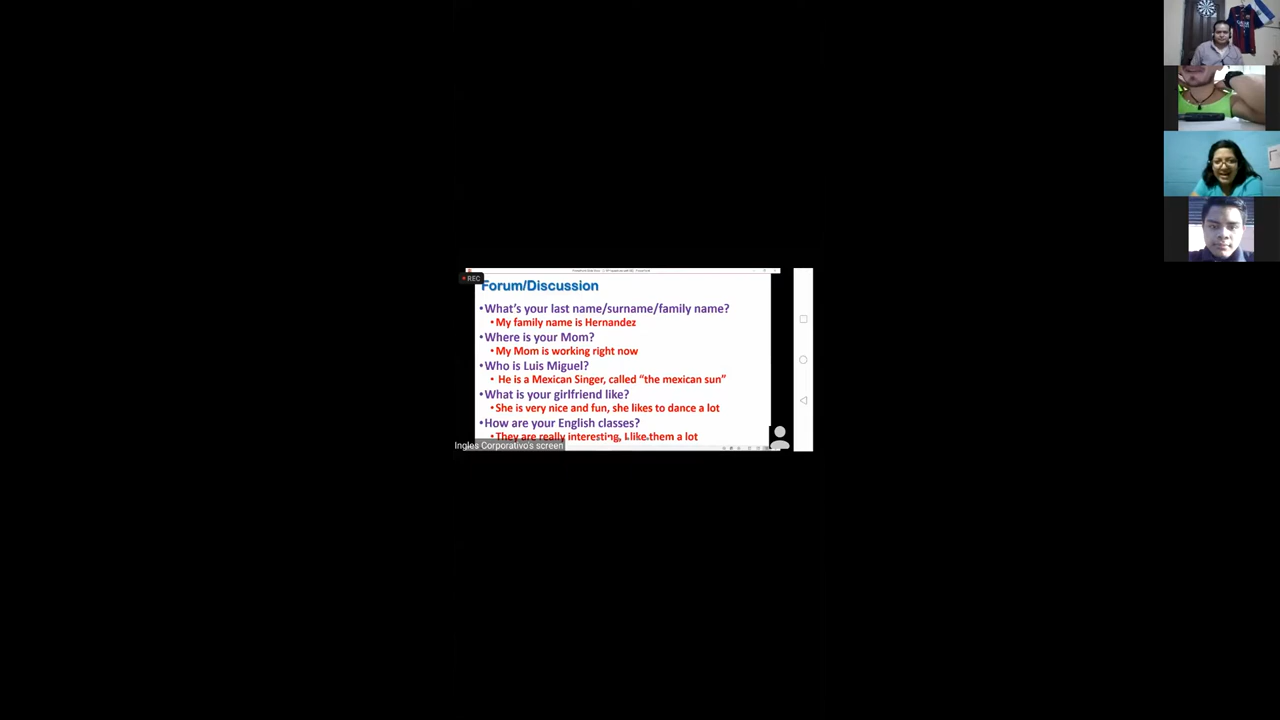 REC
Forum/Discussion
•What's your last name/surname/family name?
•My family name is Hernandez
•Where is your Mom?
•My Mom is working right now
•Who is Luis Miguel?
•He is a Mexican Singer, called “the mexican sun”
•What is your girlfriend like?
•She is very nice and fun, she likes to dance a lot
•How are your English classes?
•They are really interesting, I like them a lot
Ingles Corporativo's screen